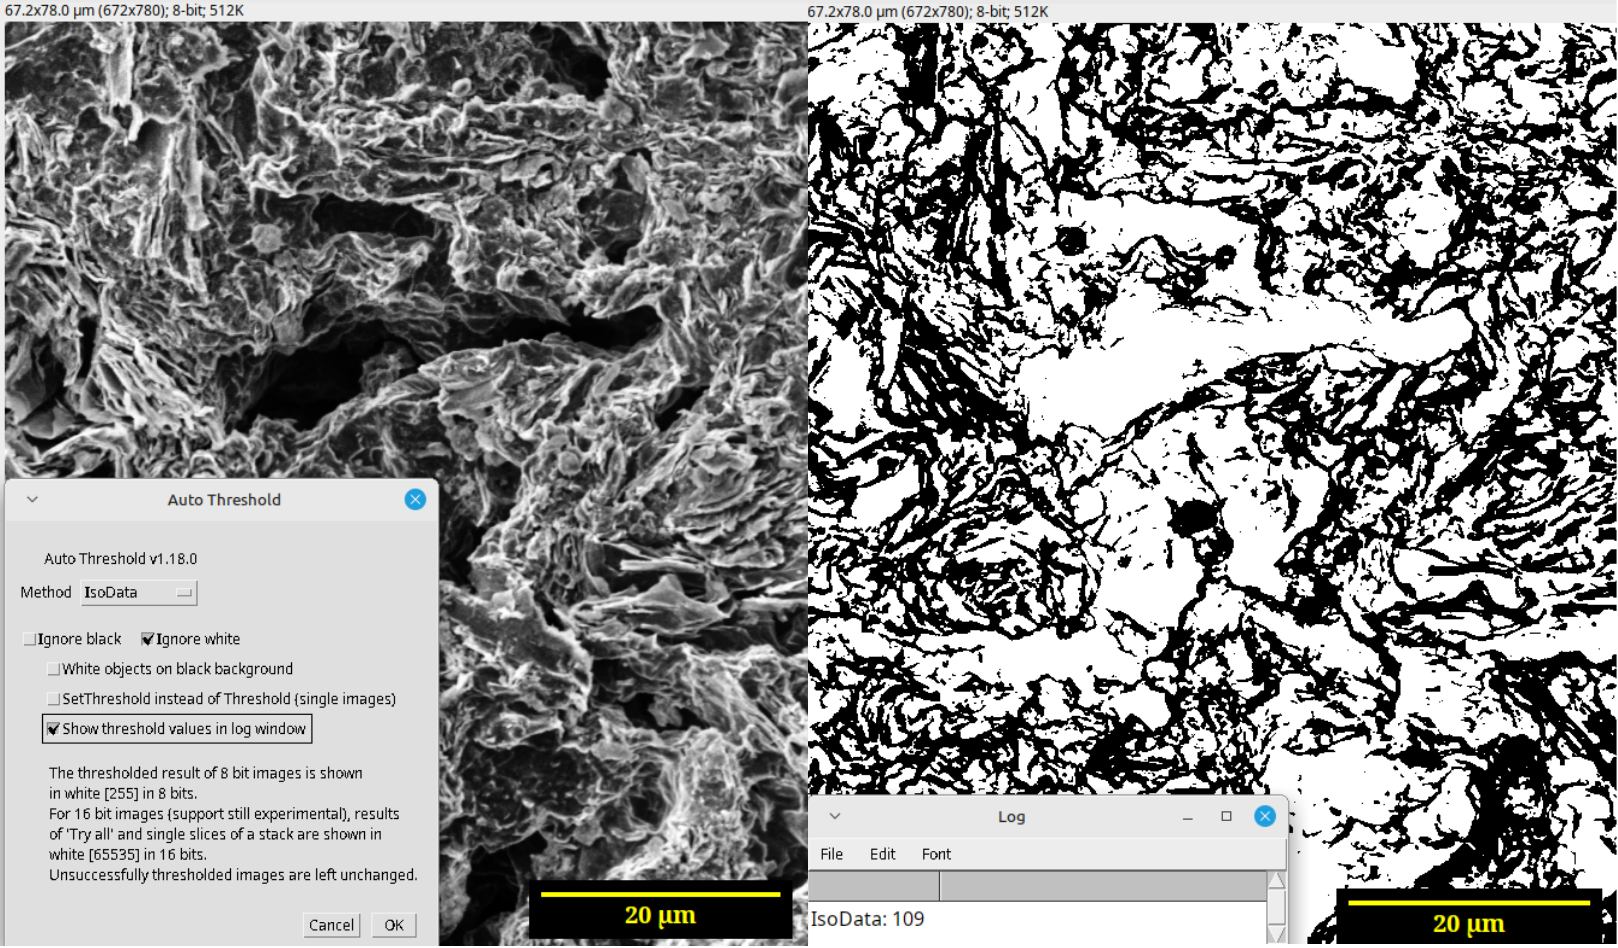 67.2x78.0 µm (672x780); 8-bit; 512K
67.2x78.0 µm (672x780); 8-bit; 512K
Auto Threshold
Auto Threshold v1.18.0
Method IsoData
Ignore black Ignore white
White objects on black background
SetThreshold instead of Threshold (single images)
Show threshold values in log window
The thresholded result of 8 bit images is shown
in white [255] in 8 bits.
For 16 bit images (support still experimental), results
of 'Try all' and single slices of a stack are shown in
white [65535] in 16 bits.
Unsuccessfully thresholded images are left unchanged.
Cancel OK
20 µm
Log
File Edit Font
IsoData: 109
20 µm